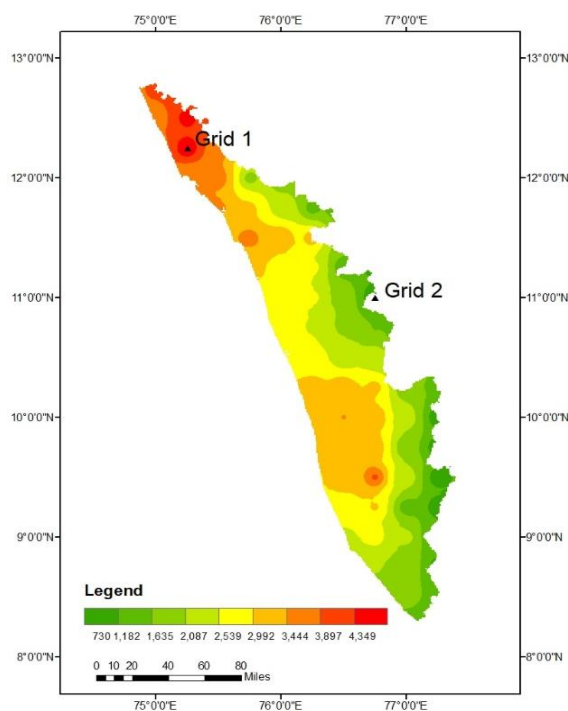 75°0'0"E 76°0'0"E 77°0'0"E
13°0'0"N 13°0'0"N
Grid 1
12°0'0"N 12°0'0"N
11°0'0"N Grid 2 11°0'0"N
10°0'0"N 10°0'0"N
9°0'0"N 9°0'0"N
Legend
730 1,182 1,635 2,087 2,539 2,992 3,444 3,897 4,349
8°0'0"N 0 10 20 40 60 80 8°0'0"N
Miles
75°0'0"E 76°0'0"E 77°0'0"E